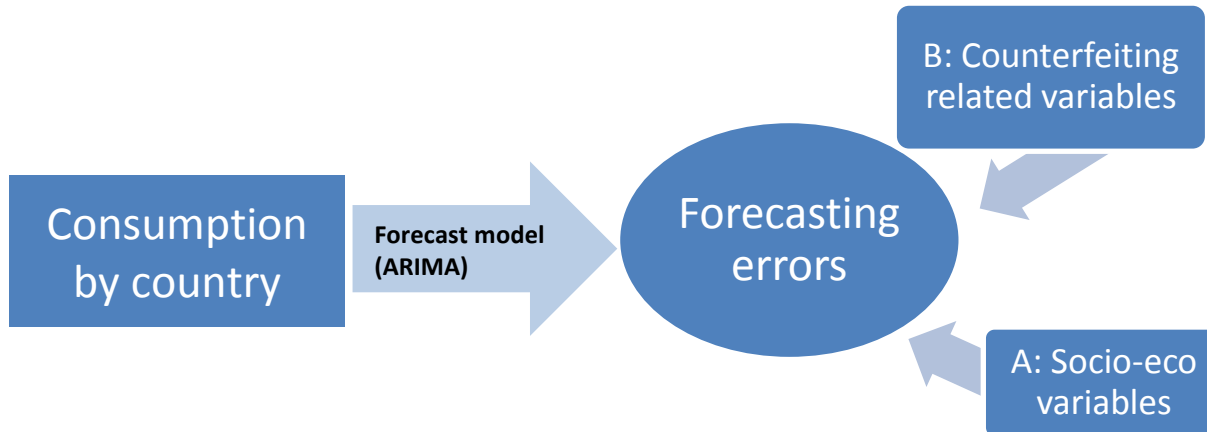 Consumption
by country
Forecast model
(ARIMA)
Forecasting
errors
B: Counterfeiting
related variables
A: Socio-eco
variables